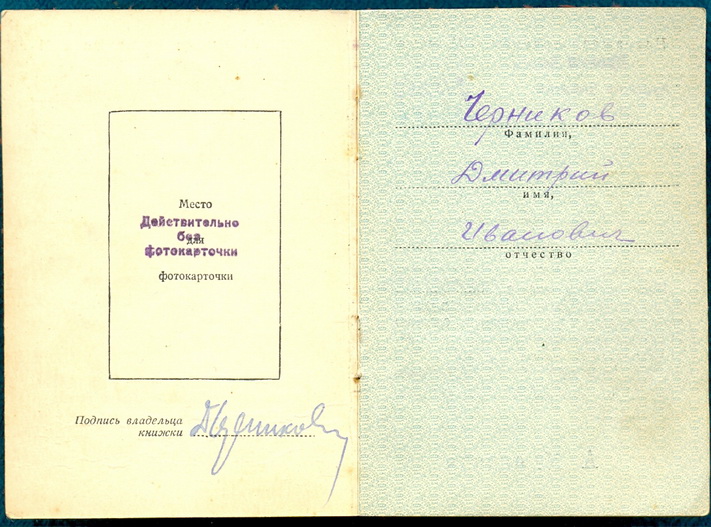 Место
Действительно
без
для
фотокарточки
фотокарточки
Подпись владельца
книжки
Черников
Фамилия,
Дмитрий
имя,
Иванович
отчество